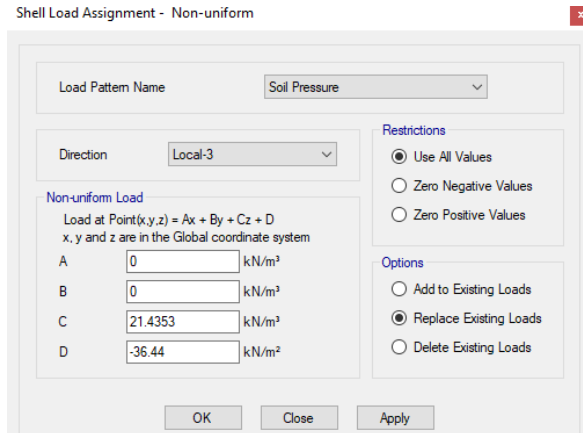 Shell Load Assignment - Non-uniform
x
Load Pattern Name
Soil Pressure
Direction
Local-3
Restrictions
Use All Values
Zero Negative Values
Zero Positive Values
Non-uniform Load
Load at Point(x,y,z) = Ax + By + Cz + D
x, y and z are in the Global coordinate system
A 0 kN/m³
B 0 kN/m³
C 21.4353 kN/m³
D -36.44 kN/m²
Options
Add to Existing Loads
Replace Existing Loads
Delete Existing Loads
OK Close Apply